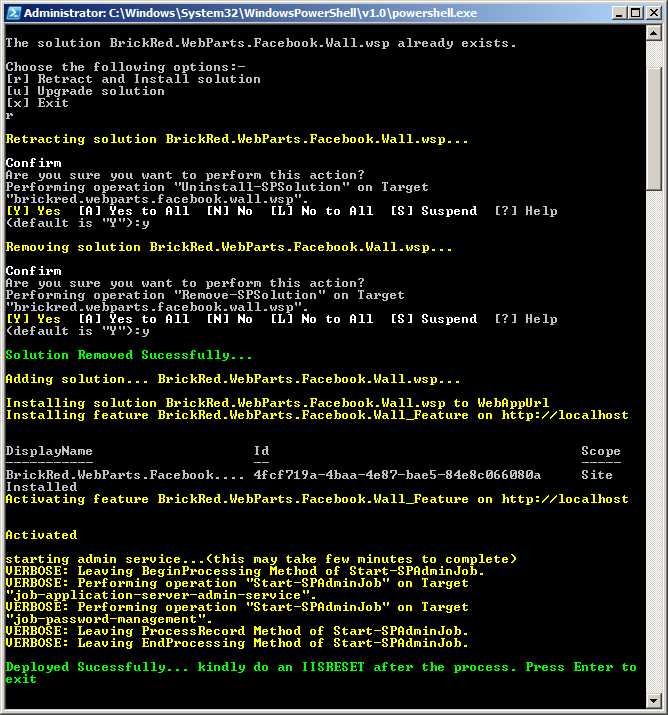 Administrator: C:\Windows\System32\WindowsPowerShell\v1.0\powershell.exe
The solution BrickRed.WebParts.Facebook.Wall.wsp already exists.
Choose the following options:-
[r] Retract and Install solution
[u] Upgrade solution
[x] Exit
r
Retracting solution BrickRed.WebParts.Facebook.Wall.wsp...
Confirm
Are you sure you want to perform this action?
Performing operation "Uninstall-SPSolution" on Target
"brickred.webparts.facebook.wall.wsp".
[Y] Yes  [A] Yes to All  [N] No  [L] No to All  [S] Suspend  [?] Help
(default is "Y"):y
Removing solution BrickRed.WebParts.Facebook.Wall.wsp...
Confirm
Are you sure you want to perform this action?
Performing operation "Remove-SPSolution" on Target
"brickred.webparts.facebook.wall.wsp".
[Y] Yes  [A] Yes to All  [N] No  [L] No to All  [S] Suspend  [?] Help
(default is "Y"):y
Solution Removed Sucessfully...
Adding solution... BrickRed.WebParts.Facebook.Wall.wsp...
Installing solution BrickRed.WebParts.Facebook.Wall.wsp to WebAppUrl
Installing feature BrickRed.WebParts.Facebook.Wall_Feature on http://localhost
DisplayName                    Id                                       Scope
-----------                    --                                       -----
BrickRed.WebParts.Facebook.... 4fcf719a-4baa-4e87-bae5-84e8c066080a     Site
Installed
Activating feature BrickRed.WebParts.Facebook.Wall_Feature on http://localhost
Activated
starting admin service...(this may take few minutes to complete)
VERBOSE: Leaving BeginProcessing Method of Start-SPAdminJob.
VERBOSE: Performing operation "Start-SPAdminJob" on Target
"job-application-server-admin-service".
VERBOSE: Performing operation "Start-SPAdminJob" on Target
"job-password-management".
VERBOSE: Leaving ProcessRecord Method of Start-SPAdminJob.
VERBOSE: Leaving EndProcessing Method of Start-SPAdminJob.
Deployed Sucessfully... kindly do an IISRESET after the process. Press Enter to
exit